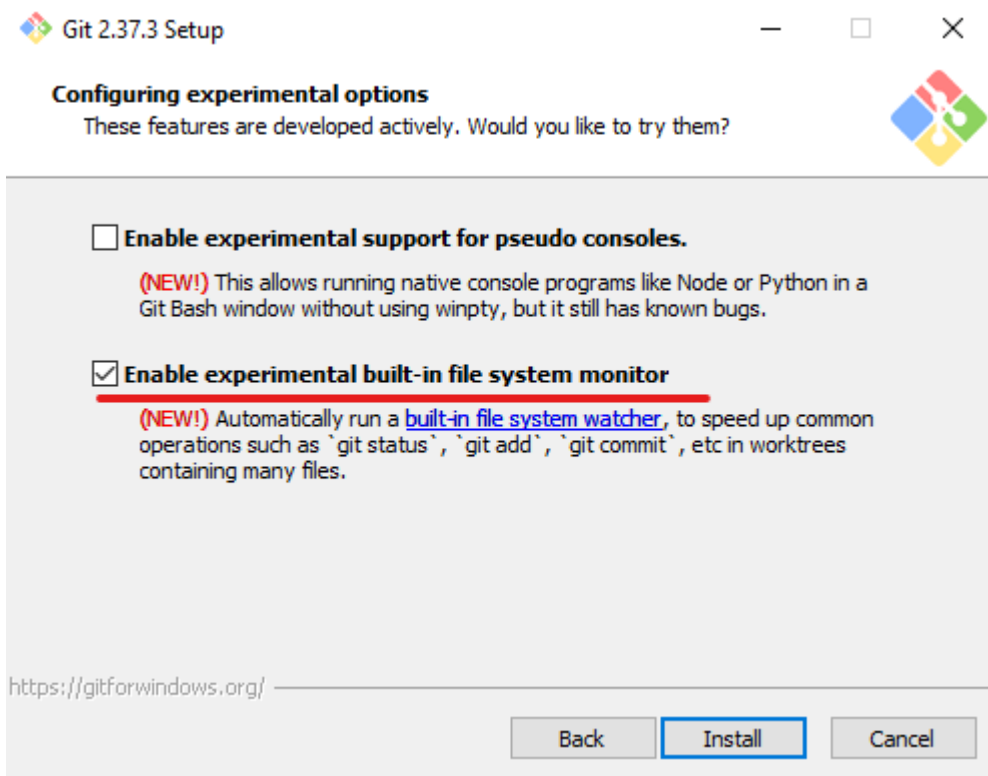 Git 2.37.3 Setup
Configuring experimental options
These features are developed actively. Would you like to try them?
Enable experimental support for pseudo consoles.
(NEW!) This allows running native console programs like Node or Python in a
Git Bash window without using winpty, but it still has known bugs.
Enable experimental built-in file system monitor
(NEW!) Automatically run a built-in file system watcher, to speed up common
operations such as `git status`, `git add`, `git commit`, etc in worktrees
containing many files.
https://gitforwindows.org/
Back Install Cancel